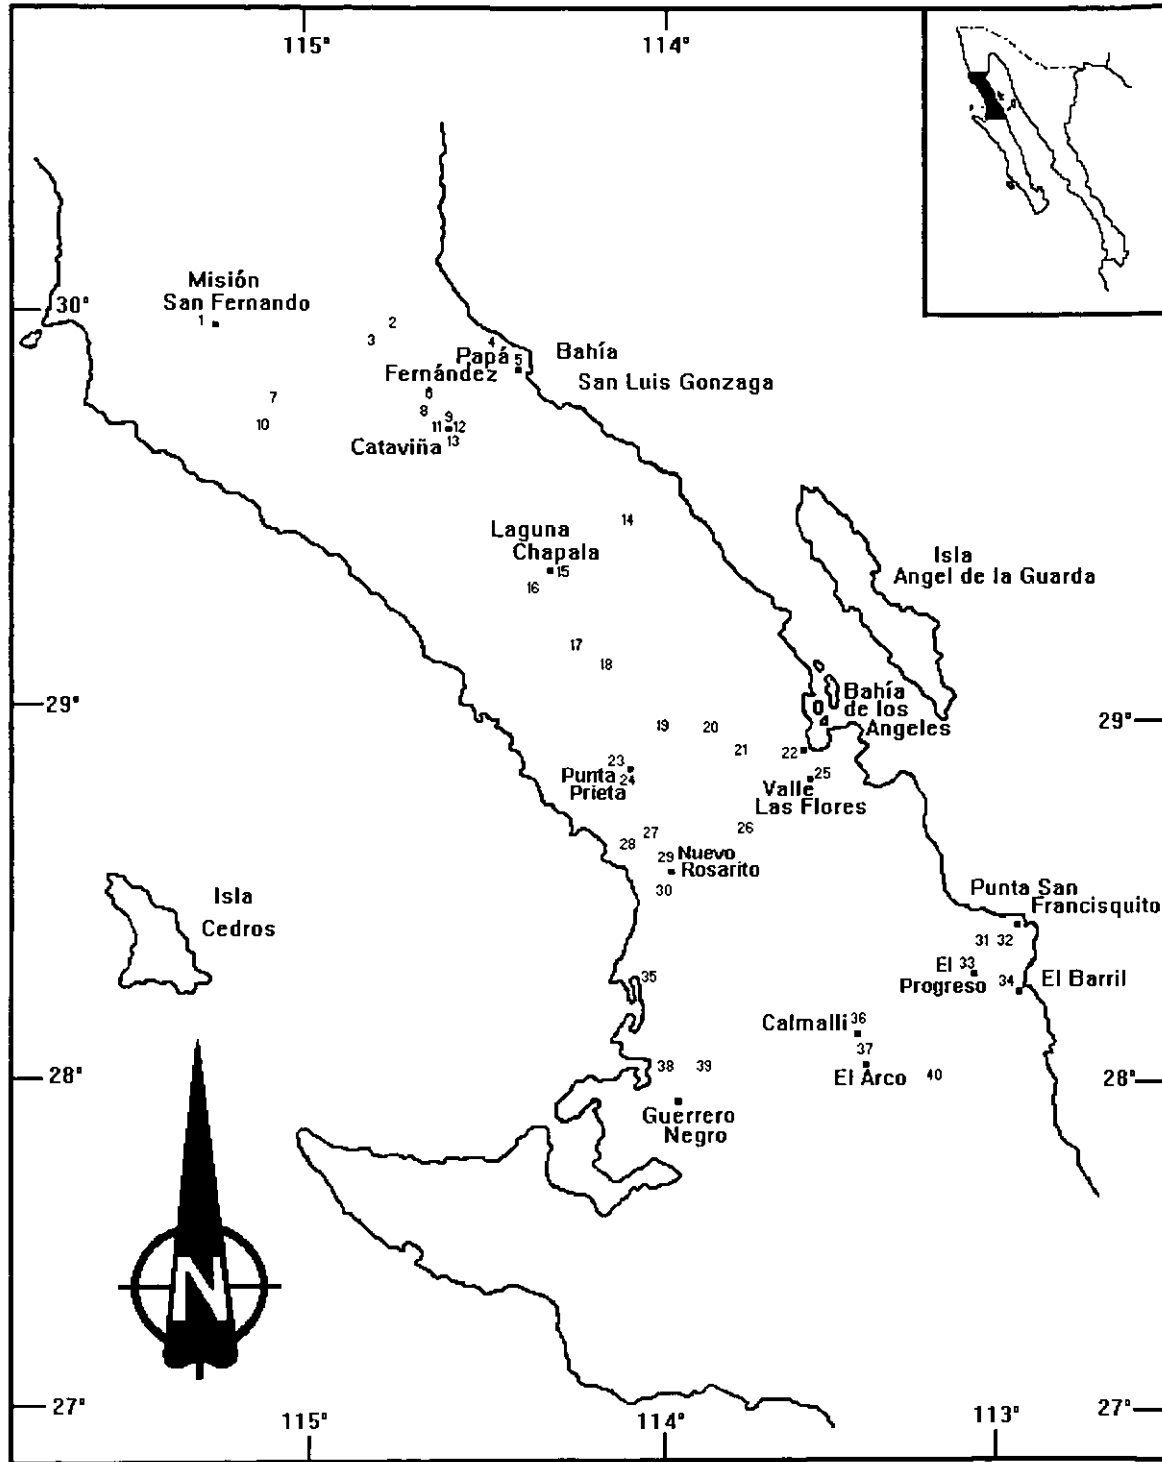 115°
114°
Misión
San Fernando
30°
1
2
3
4
Papá
5
Bahía
San Luis Gonzaga
Fernández
6
7
8
9
10
11
12
Cataviña
13
14
Laguna
Chapala
15
16
Isla
Angel de la Guarda
17
18
29°
Bahía
de los
Angeles
29°
19
20
21
22
23
Punta
24
Prieta
25
Valle
Las Flores
26
27
28
29
Nuevo
Rosarito
30
Isla
Cedros
Punta San
Francisquito
31
32
El
33
Progreso
34
El Barril
35
Calmalli
36
37
38
39
El Arco
40
28°
28°
Guerrero
Negro
N
27°
27°
115°
114°
113°